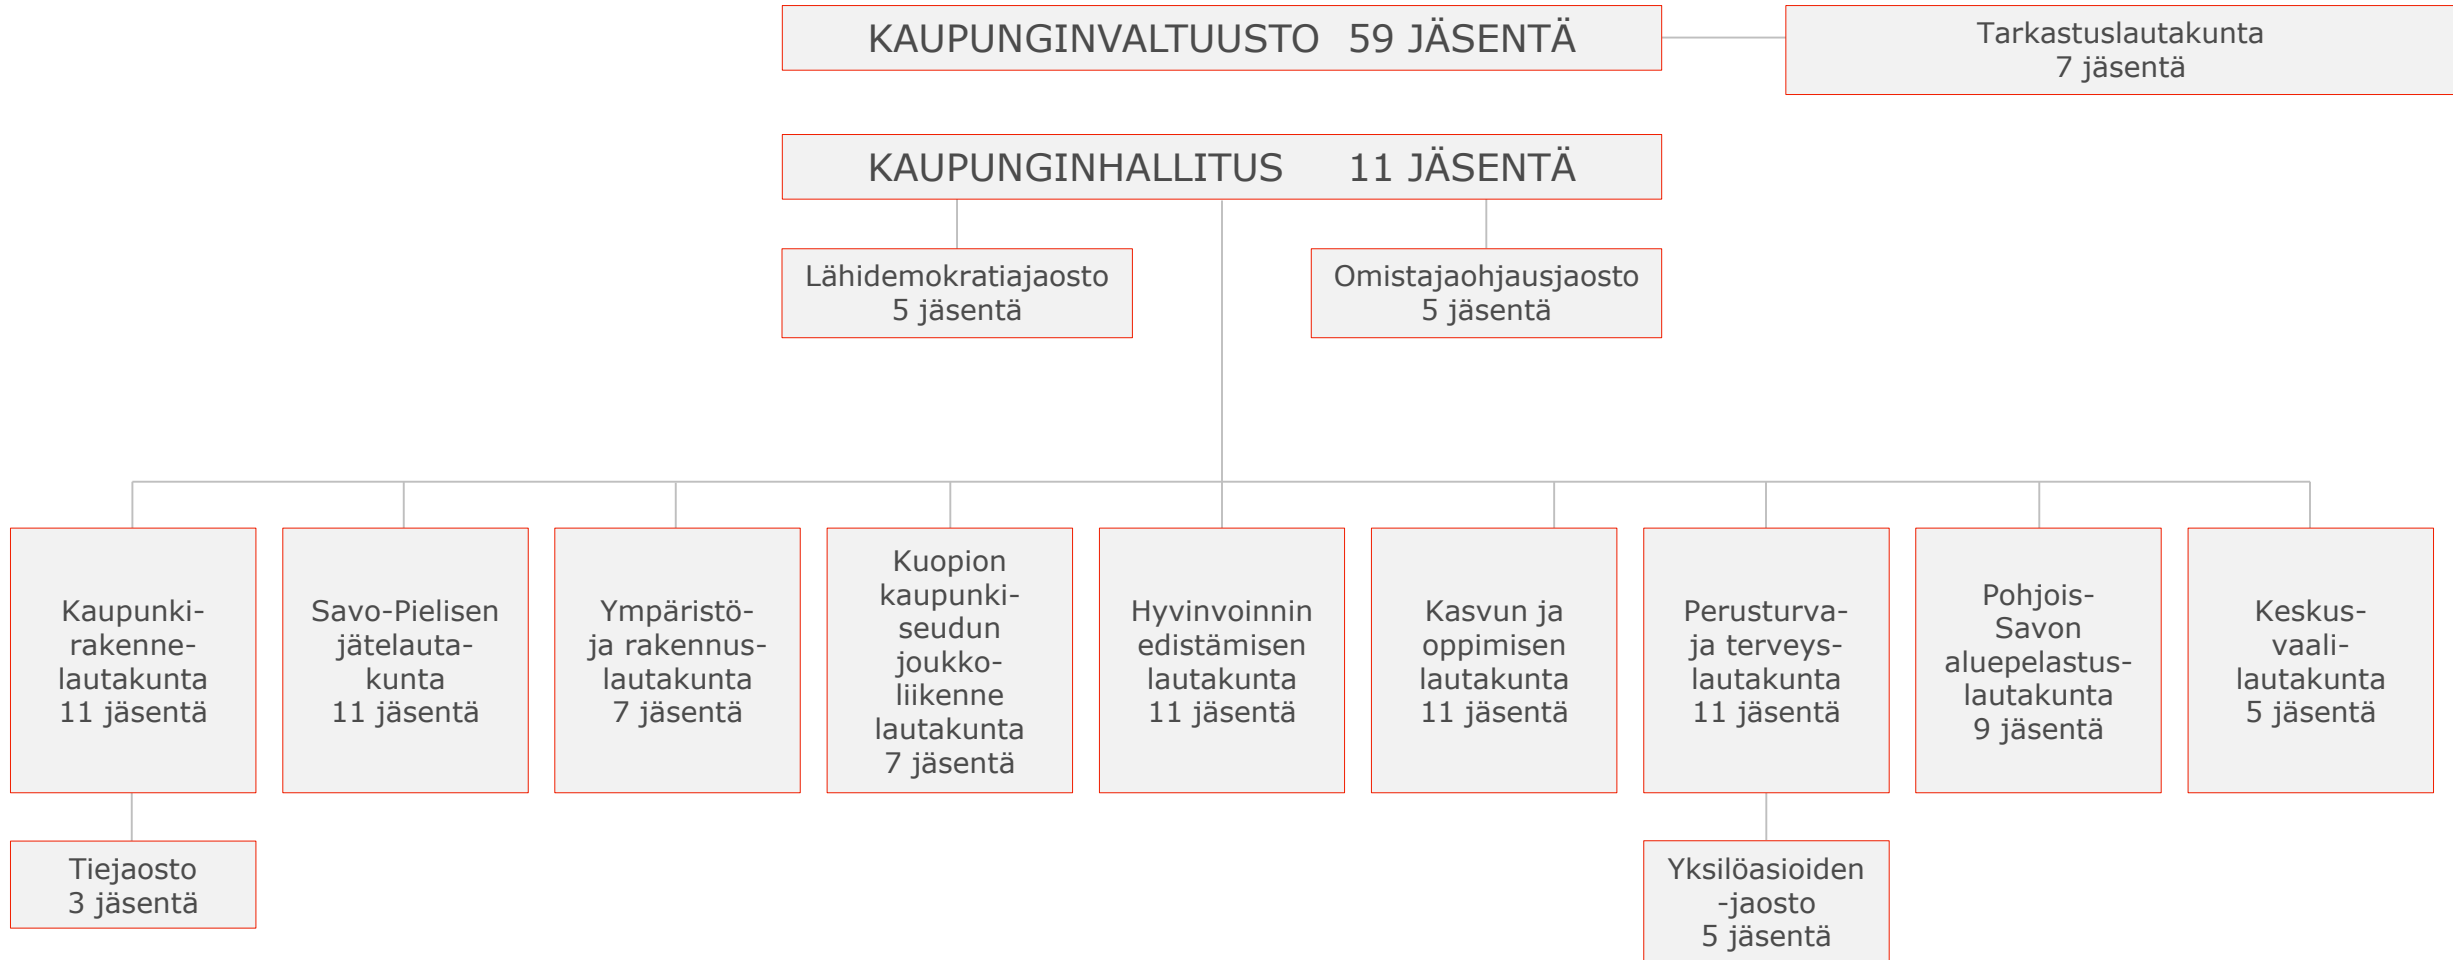 KAUPUNGINVALTUUSTO 59 JÄSENTÄ
Tarkastuslautakunta
7 jäsentä
KAUPUNGINHALLITUS 11 JÄSENTÄ
Lähidemokratiajaosto
5 jäsentä
Omistajaohjausjaosto
5 jäsentä
Kaupunki-
rakenne-
lautakunta
11 jäsentä
Savo-Pielisen
jätelauta-
kunta
11 jäsentä
Ympäristö-
ja rakennus-
lautakunta
7 jäsentä
Kuopion
kaupunki-
seudun
joukko-
liikenne
lautakunta
7 jäsentä
Hyvinvoinnin
edistämisen
lautakunta
11 jäsentä
Kasvun ja
oppimisen
lautakunta
11 jäsentä
Perusturva-
ja terveys-
lautakunta
11 jäsentä
Pohjois-
Savon
aluepelastus-
lautakunta
9 jäsentä
Keskus-
vaali-
lautakunta
5 jäsentä
Tiejaosto
3 jäsentä
Yksilöasioiden
-jaosto
5 jäsentä